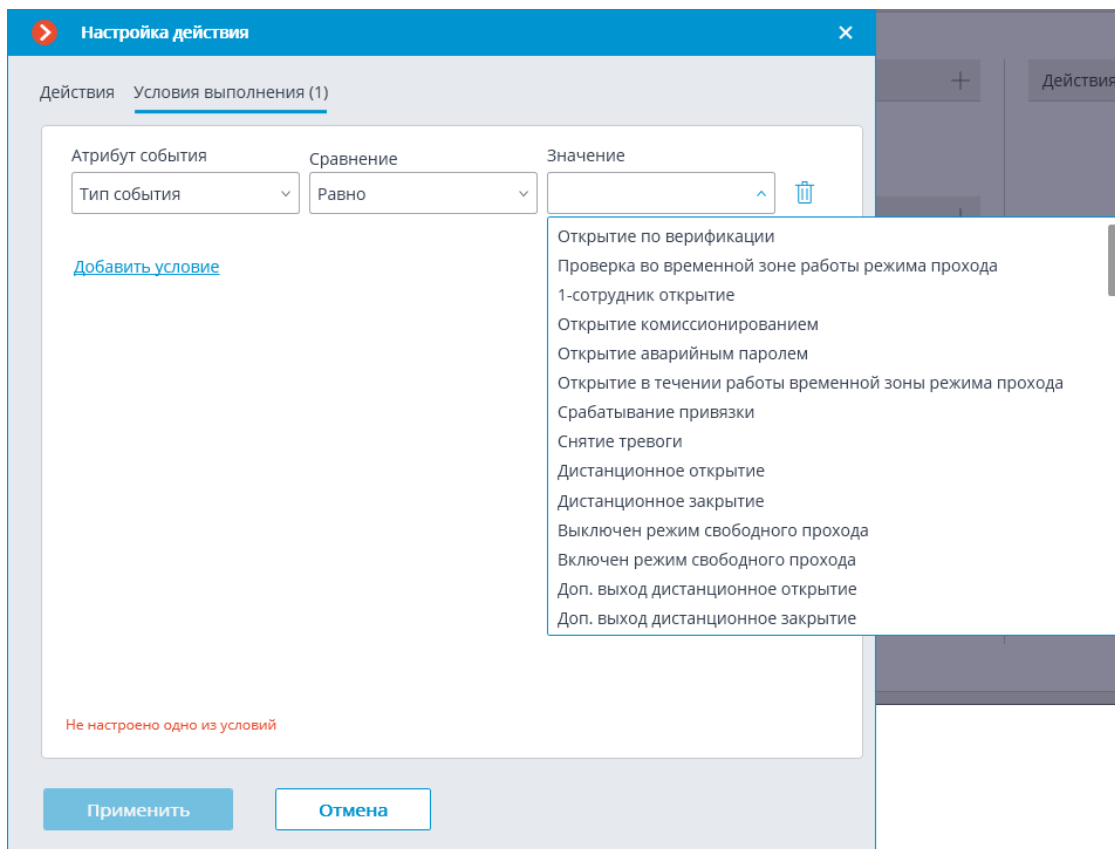 Настройка действия
Действия
Действия
Условия выполнения (1)
Атрибут события
Сравнение
Значение
Тип события
Равно
Добавить условие
Открытие по верификации
Проверка во временной зоне работы режима прохода
1-сотрудник открытие
Открытие комиссионированием
Открытие аварийным паролем
Открытие в течении работы временной зоны режима прохода
Срабатывание привязки
Снятие тревоги
Дистанционное открытие
Дистанционное закрытие
Выключен режим свободного прохода
Включен режим свободного прохода
Доп. выход дистанционное открытие
Доп. выход дистанционное закрытие
Не настроено одно из условий
Применить
Отмена